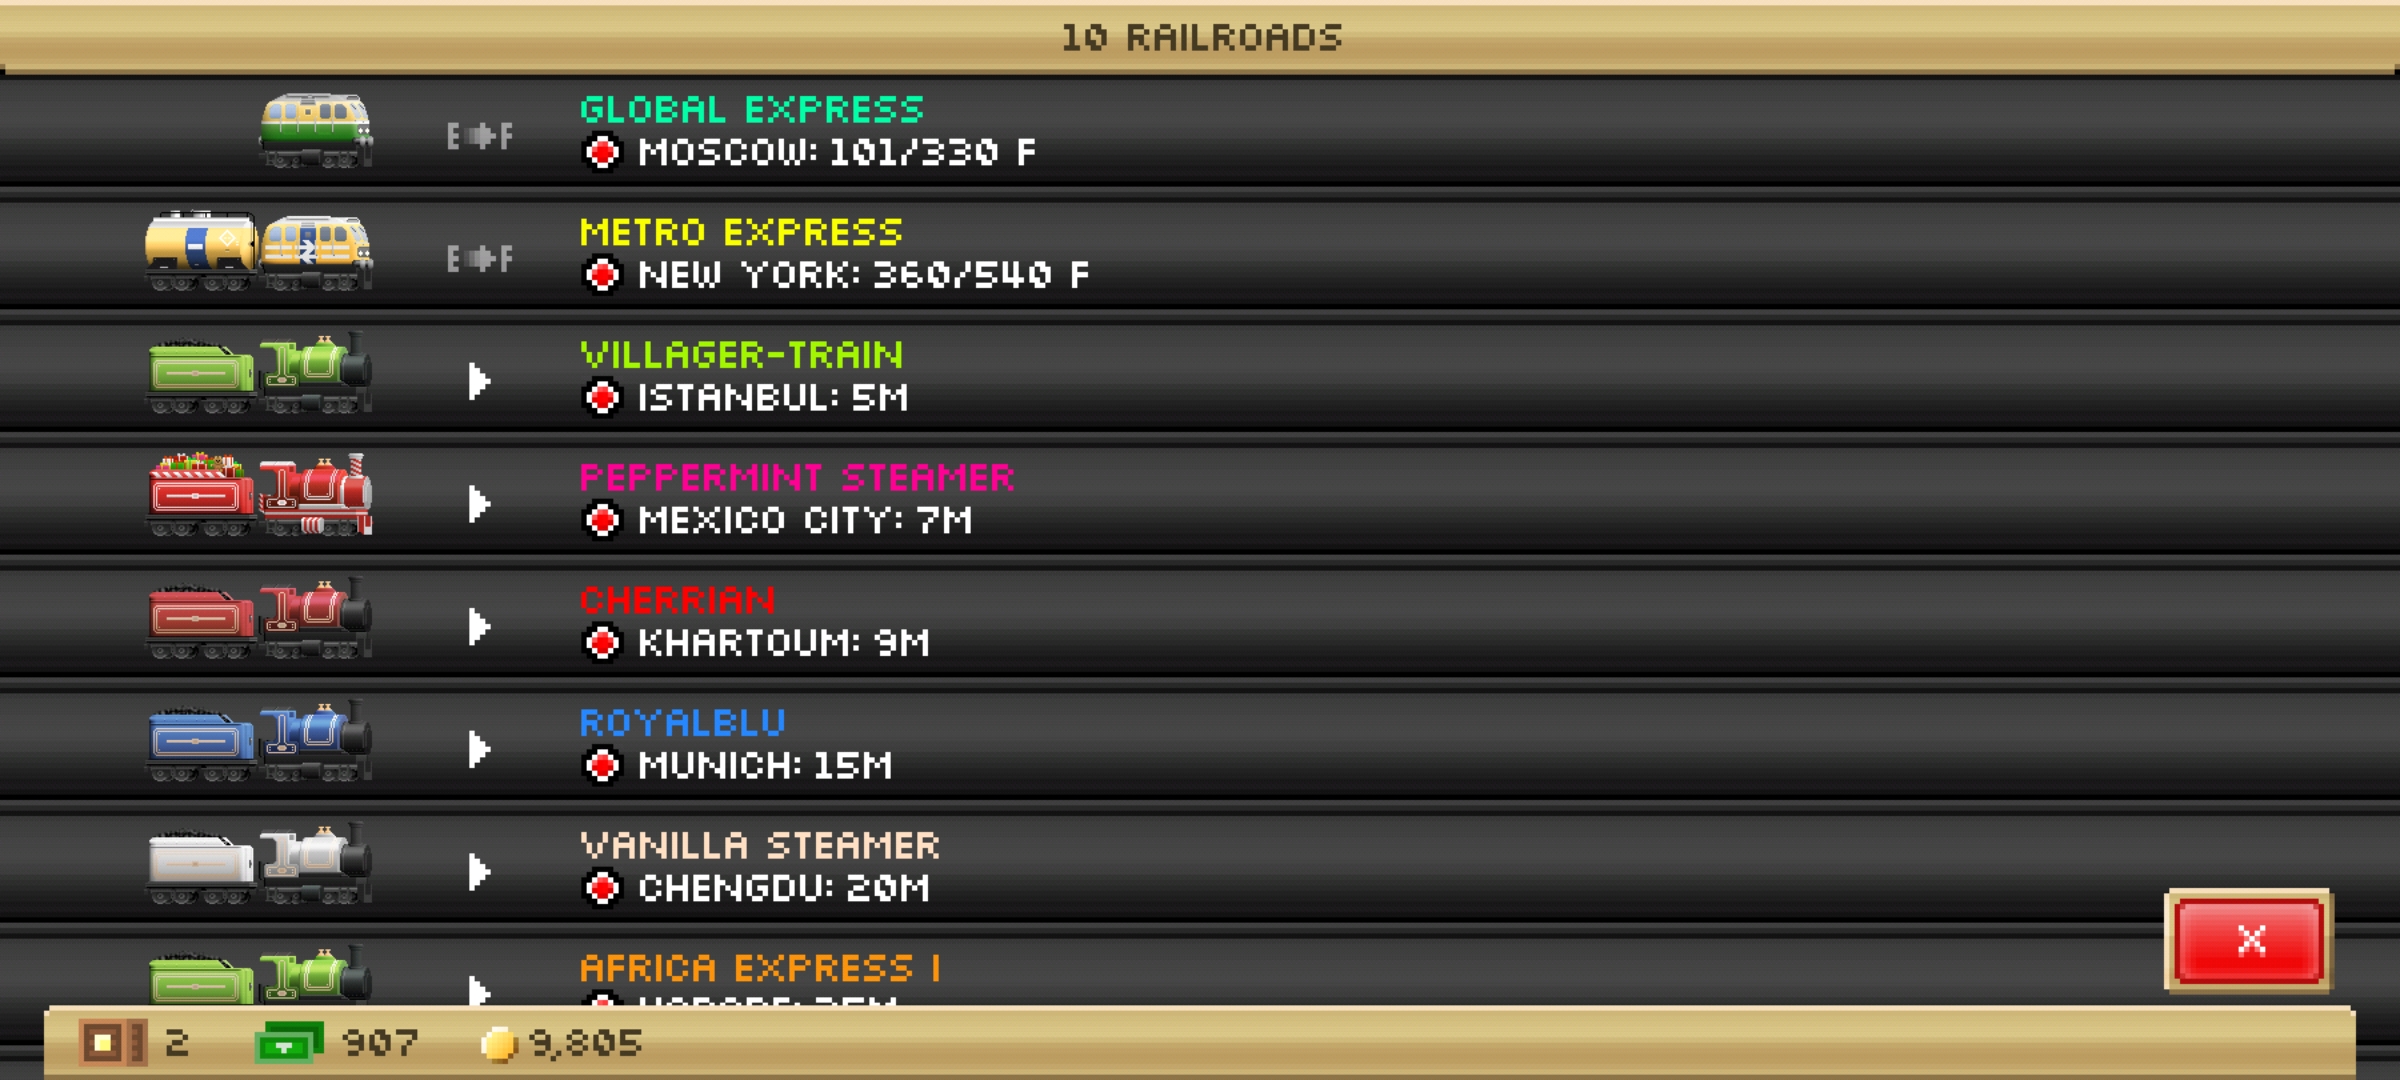 10 RAILROADS
GLOBAL EXPRESS
E F
MOSCOW: 101/330 F
METRO EXPRESS
E F
NEW YORK: 360/540 F
VILLAGER-TRAIN
ISTANBUL: 5M
PEPPERMINT STEAMER
MEXICO CITY: 7M
CHERRIAN
KHARTOUM: 9M
ROYALBLU
MUNICH: 15M
VANILLA STEAMER
CHENGDU: 20M
AFRICA EXPRESS I
X
2 907 9,805